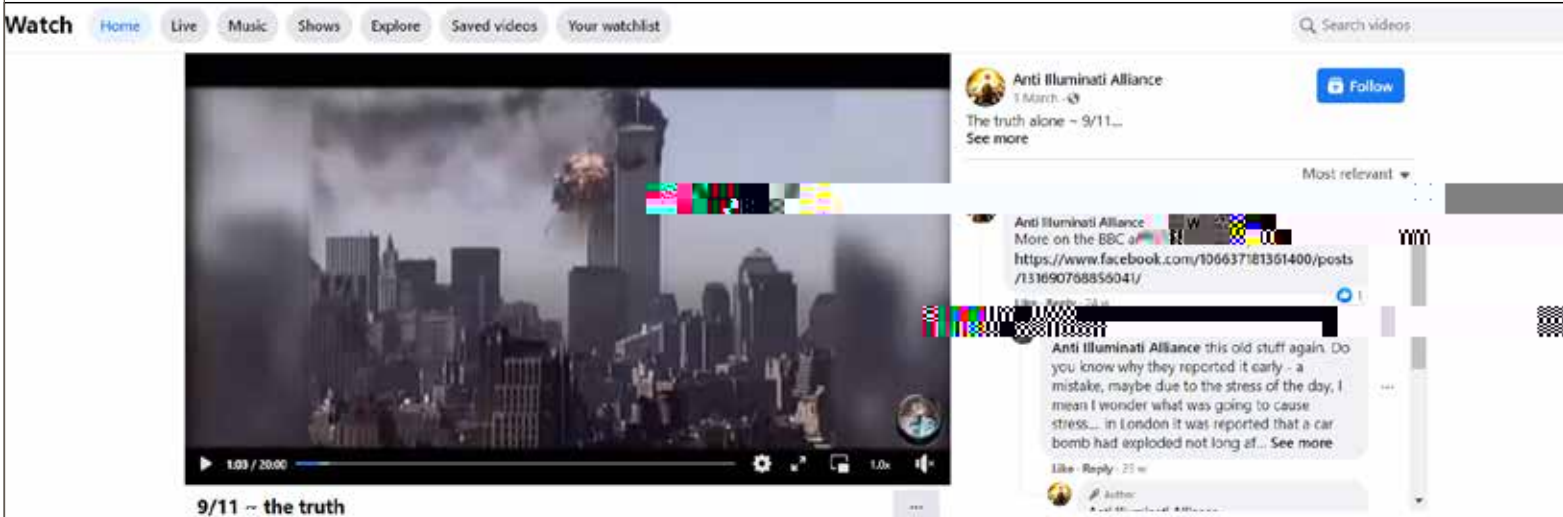 Watch Home Live Music Shows Explore Saved videos Your watchlist Search videos
Anti Illuminati Alliance
1 March
Follow
The truth alone ~ 9/11...
See more
Most relevant
Anti Illuminati Alliance
More on the BBC
https://www.facebook.com/106637181361400/posts
/131690768856041/
1
Like · Reply
Anti Illuminati Alliance this old stuff again. Do
you know why they reported it early - a
mistake, maybe due to the stress of the day, I
mean I wonder what was going to cause
stress... in London it was reported that a car
bomb had exploded not long af... See more
Like · Reply
Author
1:03 / 20:00 1.0x
9/11 ~ the truth